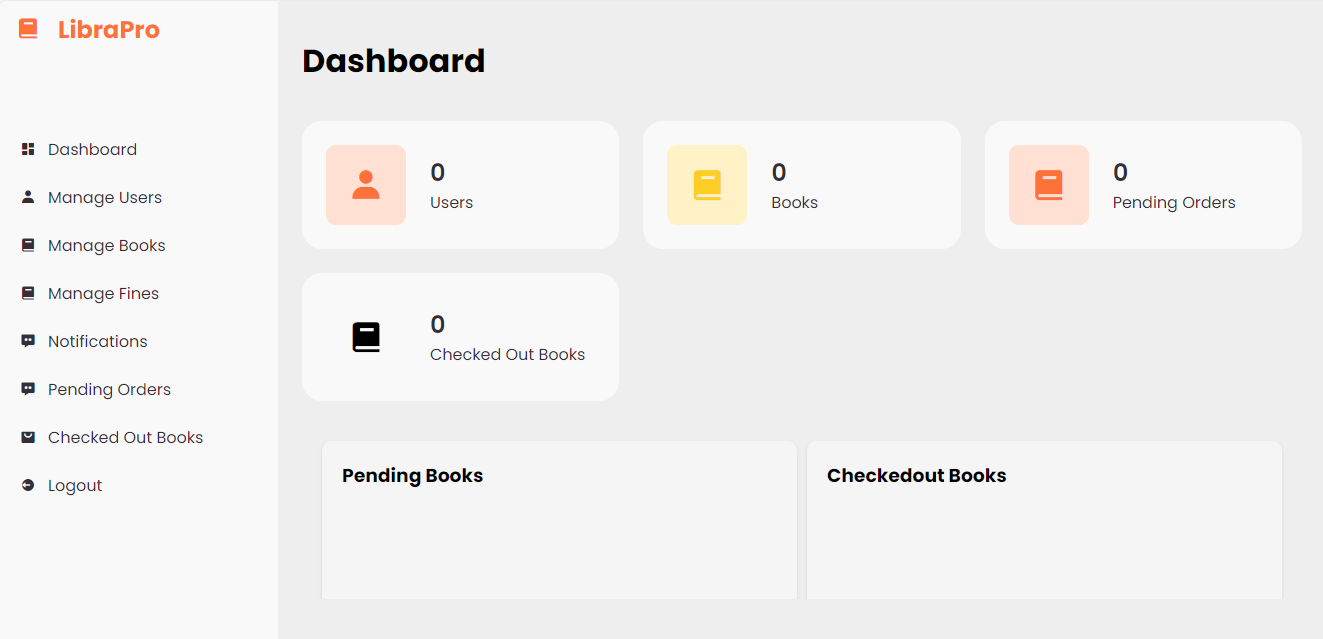 LibraPro
Dashboard
Manage Users
Manage Books
Manage Fines
Notifications
Pending Orders
Checked Out Books
Logout
Dashboard
0
Users
0
Books
0
Pending Orders
0
Checked Out Books
Pending Books
Checkedout Books